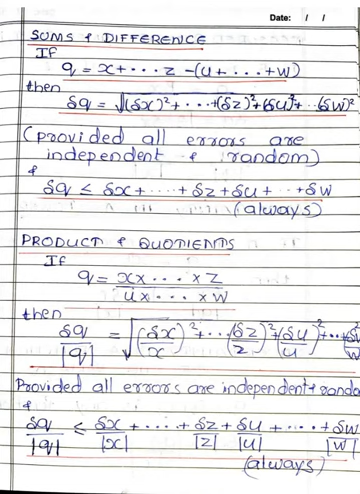 Date: / /
SUMS & DIFFERENCE
If
q = x + ... z - (u + ... + w)
then
δq = √(δx)² + ... + (δz)² + (δu)² + ... (δw)²
(provided all errors are
independent & random)
&
δq ≤ δx + ... + δz + δu + ... + δw
(always)
PRODUCT & QUOTIENTS
If
q = x × ... × z
u × ... × w
then
δq/|q| = √(δx/x)² + ... (δz/z)² + (δu/u)² + ... + (δw/w
Provided all errors are independent & rando
&
δq/|q| ≤ δx/|x| + ... + δz/|z| + δu/|u| + ... + δw/|w|
(always)